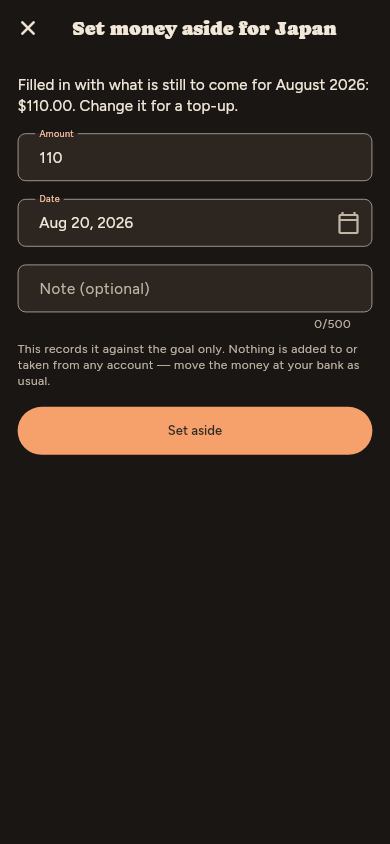 Set money aside for Japan
Filled in with what is still to come for August 2026:
$110.00. Change it for a top-up.
Amount
110
Date
Aug 20, 2026
Note (optional)
0/500
This records it against the goal only. Nothing is added to or
taken from any account — move the money at your bank as
usual.
Set aside